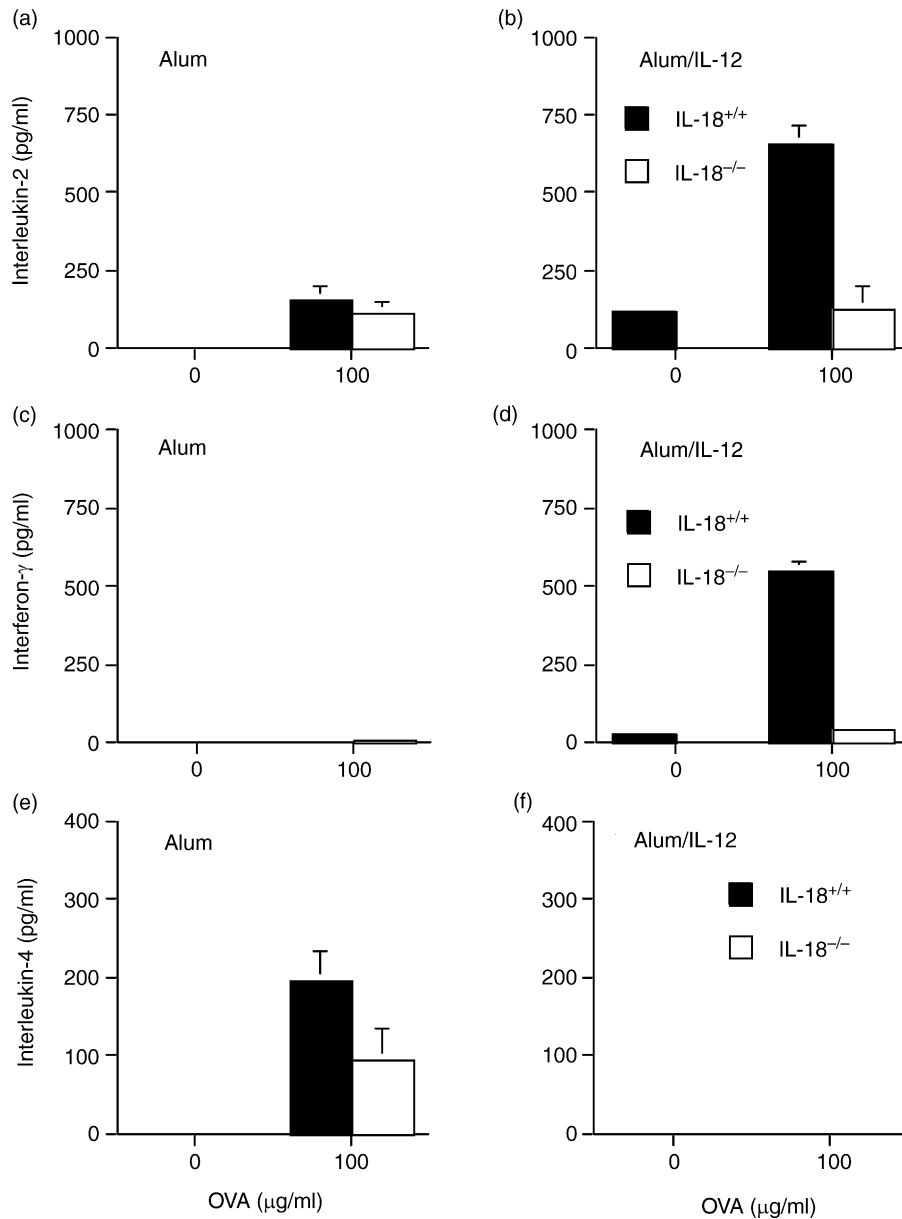 (a)
Alum
1000
750
500
250
0
Interleukin-2 (pg/ml)
0 100
(b)
Alum/IL-12
IL-18+/+
IL-18–/–
1000
750
500
250
0
0 100
(c)
Alum
1000
750
500
250
0
Interferon-γ (pg/ml)
0 100
(d)
Alum/IL-12
IL-18+/+
IL-18–/–
1000
750
500
250
0
0 100
(e)
Alum
400
300
200
100
0
Interleukin-4 (pg/ml)
0 100
OVA (μg/ml)
(f)
Alum/IL-12
IL-18+/+
IL-18–/–
400
300
200
100
0
0 100
OVA (μg/ml)